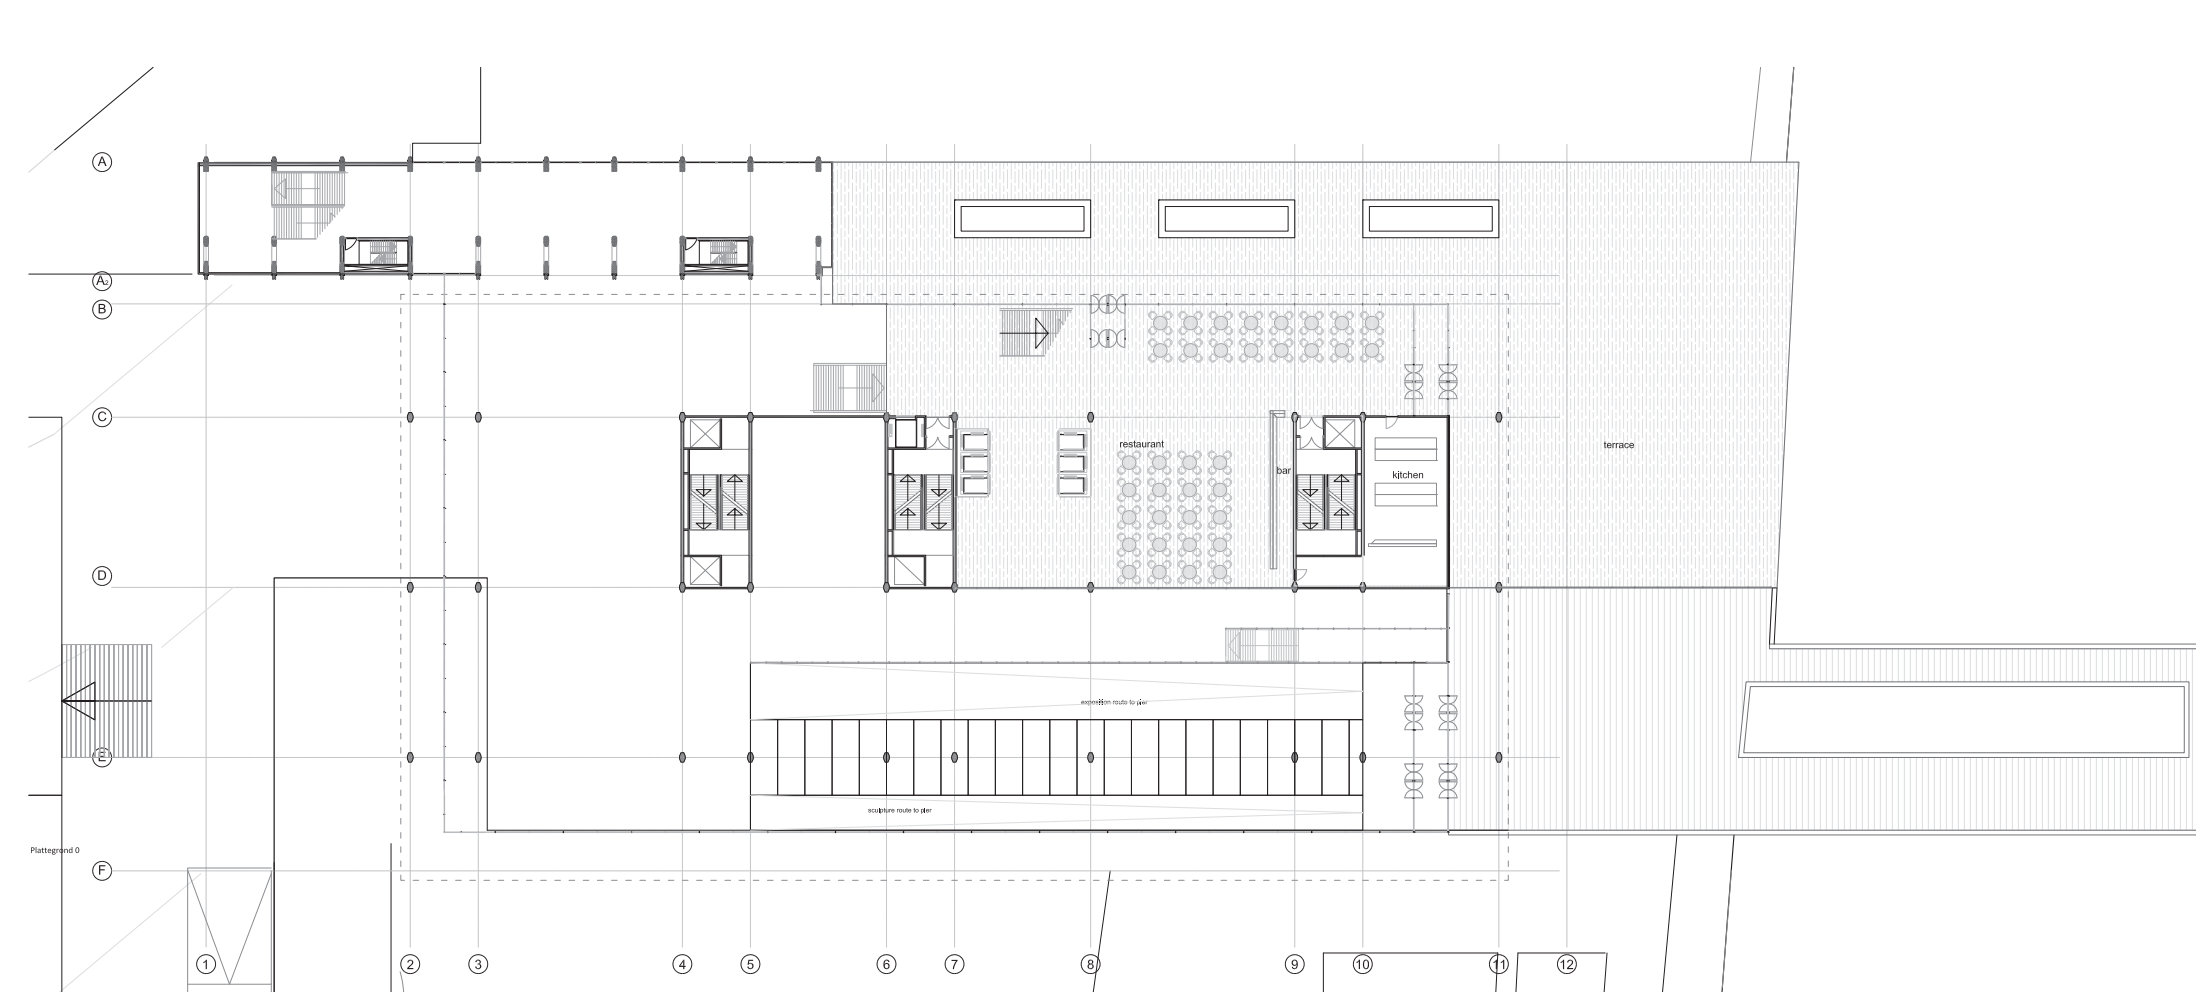 A
A2
B
C
restaurant
terrace
bar
kitchen
D
exposition route to pier
E
sculpture route to pier
Plattegrond 0
F
1 2 3 4 5 6 7 8 9 10 11 12